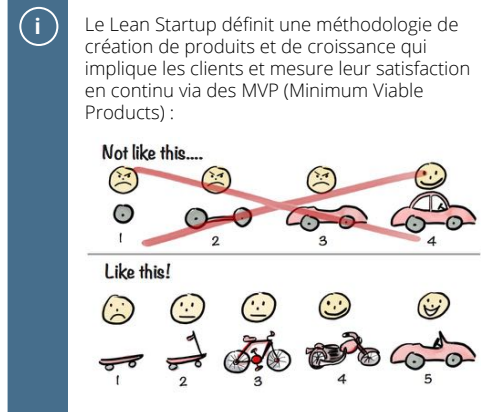 i
Le Lean Startup définit une méthodologie de
création de produits et de croissance qui
implique les clients et mesure leur satisfaction
en continu via des MVP (Minimum Viable
Products) :
Not like this....
1 2 3 4
Like this!
1 2 3 4 5